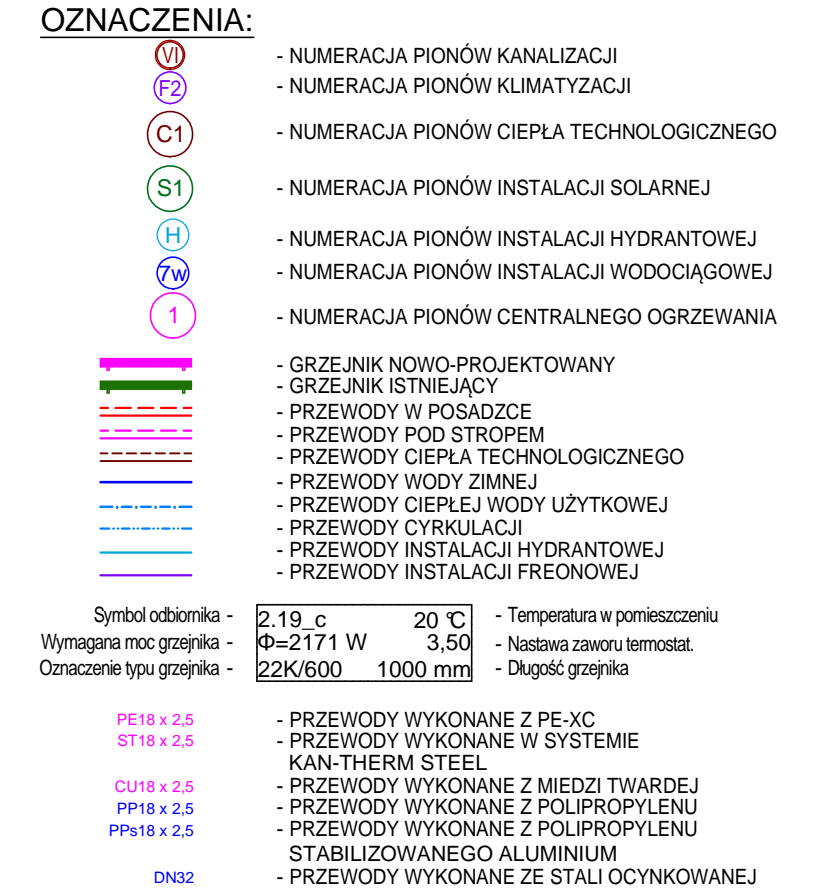 OZNACZENIA:
VI - NUMERACJA PIONÓW KANALIZACJI
F2 - NUMERACJA PIONÓW KLIMATYZACJI
C1 - NUMERACJA PIONÓW CIEPŁA TECHNOLOGICZNEGO
S1 - NUMERACJA PIONÓW INSTALACJI SOLARNEJ
H - NUMERACJA PIONÓW INSTALACJI HYDRANTOWEJ
7w - NUMERACJA PIONÓW INSTALACJI WODOCIĄGOWEJ
1 - NUMERACJA PIONÓW CENTRALNEGO OGRZEWANIA
- GRZEJNIK NOWO-PROJEKTOWANY
- GRZEJNIK ISTNIEJĄCY
- PRZEWODY W POSADZCE
- PRZEWODY POD STROPEM
- PRZEWODY CIEPŁA TECHNOLOGICZNEGO
- PRZEWODY WODY ZIMNEJ
- PRZEWODY CIEPŁEJ WODY UŻYTKOWEJ
- PRZEWODY CYRKULACJI
- PRZEWODY INSTALACJI HYDRANTOWEJ
- PRZEWODY INSTALACJI FREONOWEJ
Symbol odbiornika - 2.19_c 20 °C - Temperatura w pomieszczeniu
Wymagana moc grzejnika - Φ=2171 W 3,50 - Nastawa zaworu termostat.
Oznaczenie typu grzejnika - 22K/600 1000 mm - Długość grzejnika
PE18 x 2,5 - PRZEWODY WYKONANE Z PE-XC
ST18 x 2,5 - PRZEWODY WYKONANE W SYSTEMIE
KAN-THERM STEEL
CU18 x 2,5 - PRZEWODY WYKONANE Z MIEDZI TWARDEJ
PP18 x 2,5 - PRZEWODY WYKONANE Z POLIPROPYLENU
PPs18 x 2,5 - PRZEWODY WYKONANE Z POLIPROPYLENU
STABILIZOWANEGO ALUMINIUM
DN32 - PRZEWODY WYKONANE ZE STALI OCYNKOWANEJ